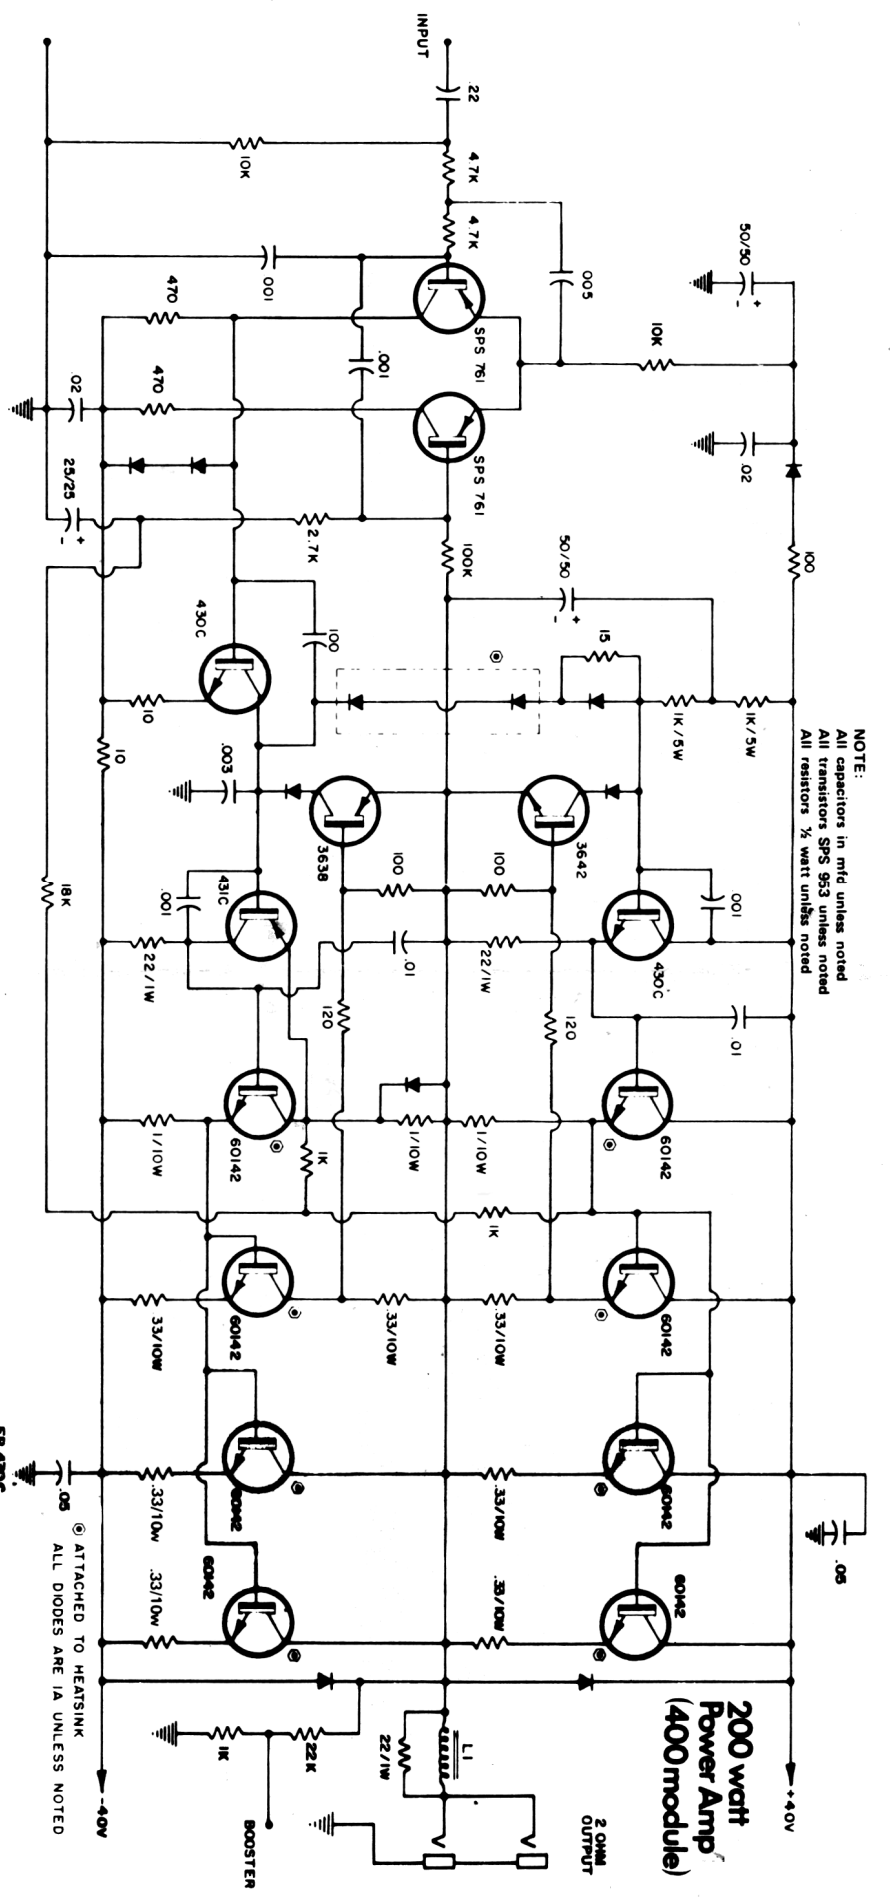 200 watt
Power Amp
(400 module)
NOTE:
All capacitors in mfd unless noted
All transistors SPS 953 unless noted
All resistors ½ watt unless noted
INPUT
.22
10K
4.7K
4.7K
.005
50/50
+
-
10K
.02
100
.001
.001
470
470
SPS 761
SPS 761
.02
25/25
+
-
2.7K
100K
50/50
+
-
15
1K/5W
1K/5W
430C
100
10
10
.003
3638
3642
100
100
18K
431C
.001
22/1W
.01
22/1W
430C
.001
.01
120
120
60142
1/10W
1K
1/10W
1/10W
60142
1K
60142
.33/10W
.33/10W
.33/10W
60142
60142
.33/10w
.33/10W
60142
.05
.05
60142
.33/10w
.33/10W
60142
+40V
-40V
1K
22K
BOOSTER
L1
22/1W
2 OHM
OUTPUT
ATTACHED TO HEATSINK
ALL DIODES ARE 1A UNLESS NOTED